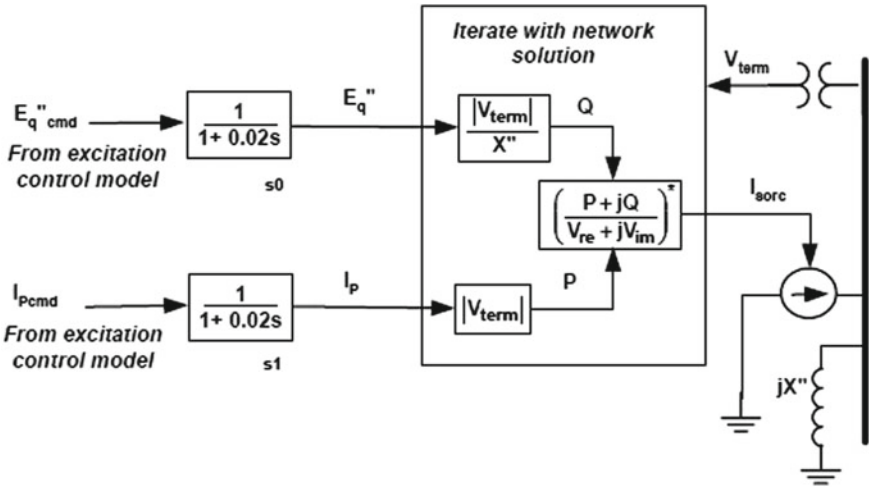 Iterate with network
solution
V_term
E_q"_cmd
From excitation
control model
1
1+ 0.02s
s0
E_q"
|V_term|
X"
Q
(P + jQ / V_re + jV_im)*
I_sorc
I_Pcmd
From excitation
control model
1
1+ 0.02s
s1
I_P
|V_term|
P
jX"